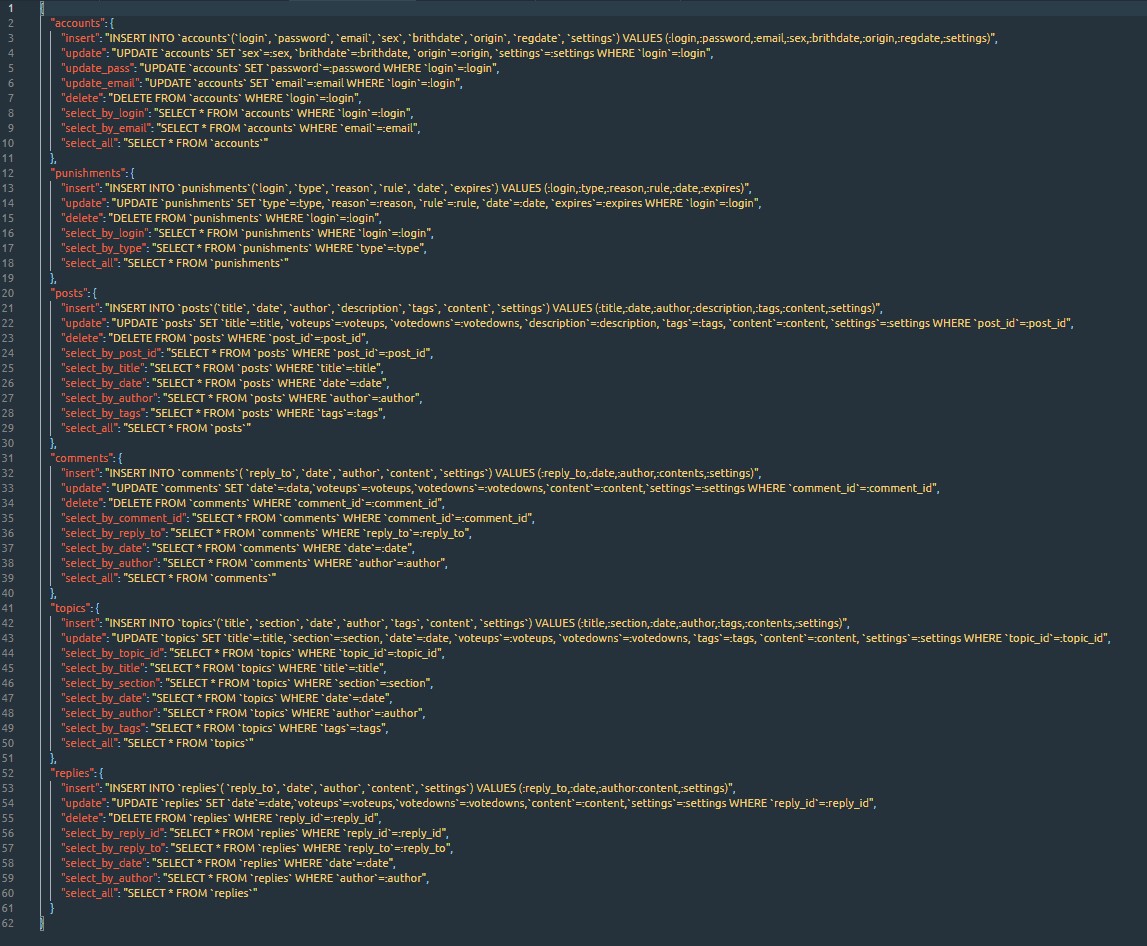 1 {
2 "accounts": {
3 "insert": "INSERT INTO `accounts`(`login`, `password`, `email`, `sex`, `brithdate`, `origin`, `regdate`, `settings`) VALUES (:login,:password,:email,:sex,:brithdate,:origin,:regdate,:settings)",
4 "update": "UPDATE `accounts` SET `sex`=:sex, `brithdate`=:brithdate, `origin`=:origin, `settings`=:settings WHERE `login`=:login",
5 "update_pass": "UPDATE `accounts` SET `password`=:password WHERE `login`=:login",
6 "update_email": "UPDATE `accounts` SET `email`=:email WHERE `login`=:login",
7 "delete": "DELETE FROM `accounts` WHERE `login`=:login",
8 "select_by_login": "SELECT * FROM `accounts` WHERE `login`=:login",
9 "select_by_email": "SELECT * FROM `accounts` WHERE `email`=:email",
10 "select_all": "SELECT * FROM `accounts`"
11 },
12 "punishments": {
13 "insert": "INSERT INTO `punishments`(`login`, `type`, `reason`, `rule`, `date`, `expires`) VALUES (:login,:type,:reason,:rule,:date,:expires)",
14 "update": "UPDATE `punishments` SET `type`=:type, `reason`=:reason, `rule`=:rule, `date`=:date, `expires`=:expires WHERE `login`=:login",
15 "delete": "DELETE FROM `punishments` WHERE `login`=:login",
16 "select_by_login": "SELECT * FROM `punishments` WHERE `login`=:login",
17 "select_by_type": "SELECT * FROM `punishments` WHERE `type`=:type",
18 "select_all": "SELECT * FROM `punishments`"
19 },
20 "posts": {
21 "insert": "INSERT INTO `posts`(`title`, `date`, `author`, `description`, `tags`, `content`, `settings`) VALUES (:title,:date,:author,:description,:tags,:content,:settings)",
22 "update": "UPDATE `posts` SET `title`=:title, `voteups`=:voteups, `votedowns`=:votedowns, `description`=:description, `tags`=:tags, `content`=:content, `settings`=:settings WHERE `post_id`=:post_id",
23 "delete": "DELETE FROM `posts` WHERE `post_id`=:post_id",
24 "select_by_post_id": "SELECT * FROM `posts` WHERE `post_id`=:post_id",
25 "select_by_title": "SELECT * FROM `posts` WHERE `title`=:title",
26 "select_by_date": "SELECT * FROM `posts` WHERE `date`=:date",
27 "select_by_author": "SELECT * FROM `posts` WHERE `author`=:author",
28 "select_by_tags": "SELECT * FROM `posts` WHERE `tags`=:tags",
29 "select_all": "SELECT * FROM `posts`"
30 },
31 "comments": {
32 "insert": "INSERT INTO `comments`( `reply_to`, `date`, `author`, `content`, `settings`) VALUES (:reply_to,:date,:author,:contents,:settings)",
33 "update": "UPDATE `comments` SET `date`=:data,`voteups`=:voteups,`votedowns`=:votedowns,`content`=:content,`settings`=:settings WHERE `comment_id`=:comment_id",
34 "delete": "DELETE FROM `comments` WHERE `comment_id`=:comment_id",
35 "select_by_comment_id": "SELECT * FROM `comments` WHERE `comment_id`=:comment_id",
36 "select_by_reply_to": "SELECT * FROM `comments` WHERE `reply_to`=:reply_to",
37 "select_by_date": "SELECT * FROM `comments` WHERE `date`=:date",
38 "select_by_author": "SELECT * FROM `comments` WHERE `author`=:author",
39 "select_all": "SELECT * FROM `comments`"
40 },
41 "topics": {
42 "insert": "INSERT INTO `topics`(`title`, `section`, `date`, `author`, `tags`, `content`, `settings`) VALUES (:title,:section,:date,:author,:tags,:contents,:settings)",
43 "update": "UPDATE `topics` SET `title`=:title, `section`=:section, `date`=:date, `voteups`=:voteups, `votedowns`=:votedowns, `tags`=:tags, `content`=:content, `settings`=:settings WHERE `topic_id`=:topic_id",
44 "select_by_topic_id": "SELECT * FROM `topics` WHERE `topic_id`=:topic_id",
45 "select_by_title": "SELECT * FROM `topics` WHERE `title`=:title",
46 "select_by_section": "SELECT * FROM `topics` WHERE `section`=:section",
47 "select_by_date": "SELECT * FROM `topics` WHERE `date`=:date",
48 "select_by_author": "SELECT * FROM `topics` WHERE `author`=:author",
49 "select_by_tags": "SELECT * FROM `topics` WHERE `tags`=:tags",
50 "select_all": "SELECT * FROM `topics`"
51 },
52 "replies": {
53 "insert": "INSERT INTO `replies`( `reply_to`, `date`, `author`, `content`, `settings`) VALUES (:reply_to,:date,:author:content,:settings)",
54 "update": "UPDATE `replies` SET `date`=:date,`voteups`=:voteups,`votedowns`=:votedowns,`content`=:content,`settings`=:settings WHERE `reply_id`=:reply_id",
55 "delete": "DELETE FROM `replies` WHERE `reply_id`=:reply_id",
56 "select_by_reply_id": "SELECT * FROM `replies` WHERE `reply_id`=:reply_id",
57 "select_by_reply_to": "SELECT * FROM `replies` WHERE `reply_to`=:reply_to",
58 "select_by_date": "SELECT * FROM `replies` WHERE `date`=:date",
59 "select_by_author": "SELECT * FROM `replies` WHERE `author`=:author",
60 "select_all": "SELECT * FROM `replies`"
61 }
62 }